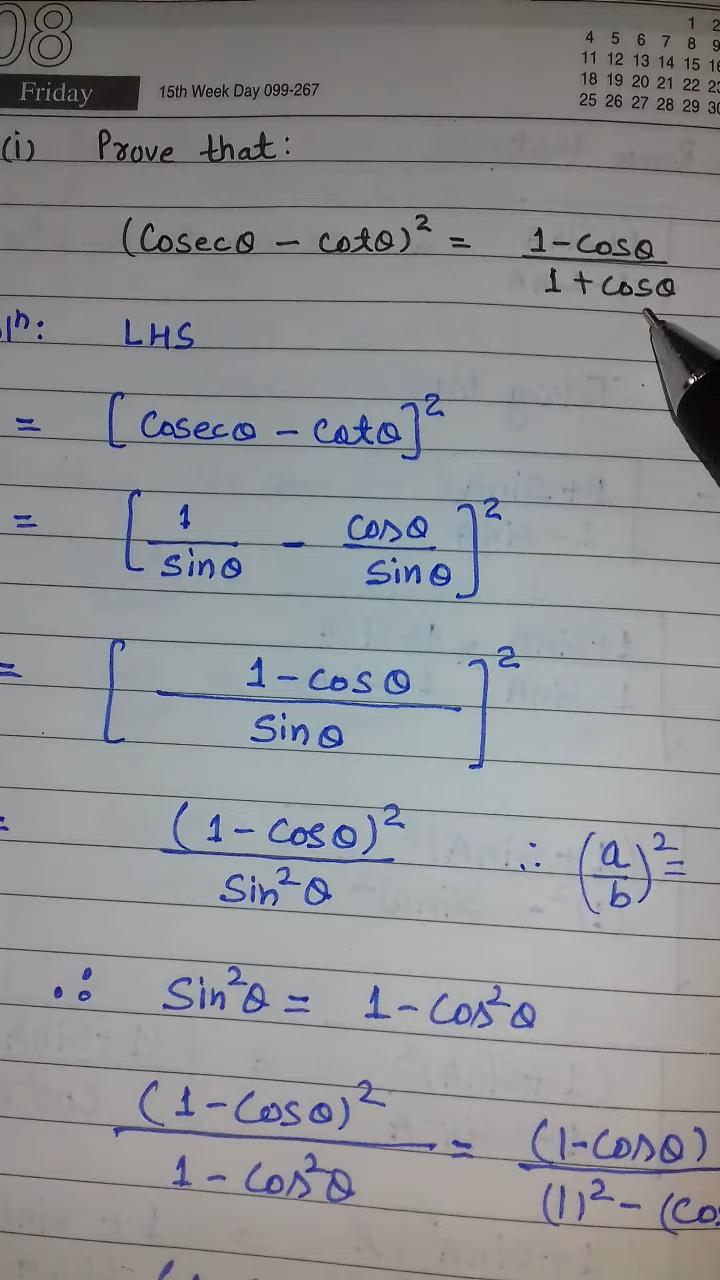 08
1 2
4 5 6 7 8 9
11 12 13 14 15 16
18 19 20 21 22 23
25 26 27 28 29 30
Friday 15th Week Day 099-267
(i) Prove that:
(Cosecθ - cotθ)² = 1-cosθ / 1+cosθ
LHS
= [Cosecθ - Cotθ]²
= [1/sinθ - cosθ/sinθ]²
= [1-cosθ / Sinθ]²
= (1-Cosθ)² / Sin²θ ∴ (a/b)² =
∴ Sin²θ = 1-Cos²θ
(1-Cosθ)² / 1-Cos²θ = (1-Cosθ) / (1)² - (Cos